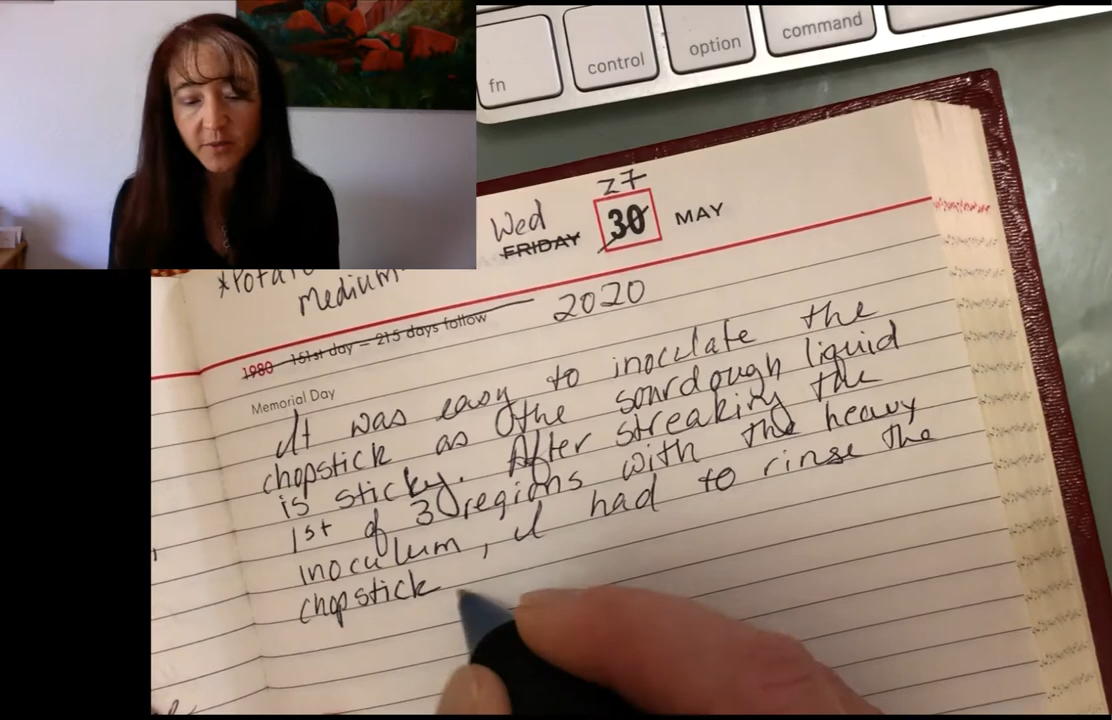 fn
control
option
command
27
Wed
FRIDAY 30 MAY
*Potato
Medium
2020
1980 151st day – 215 days follow
Memorial Day
It was easy to inoculate the
chopstick as the sourdough liquid
is sticky. After streaking the
1st of 3 regions with the heavy
inoculum, I had to rinse the
chopstick